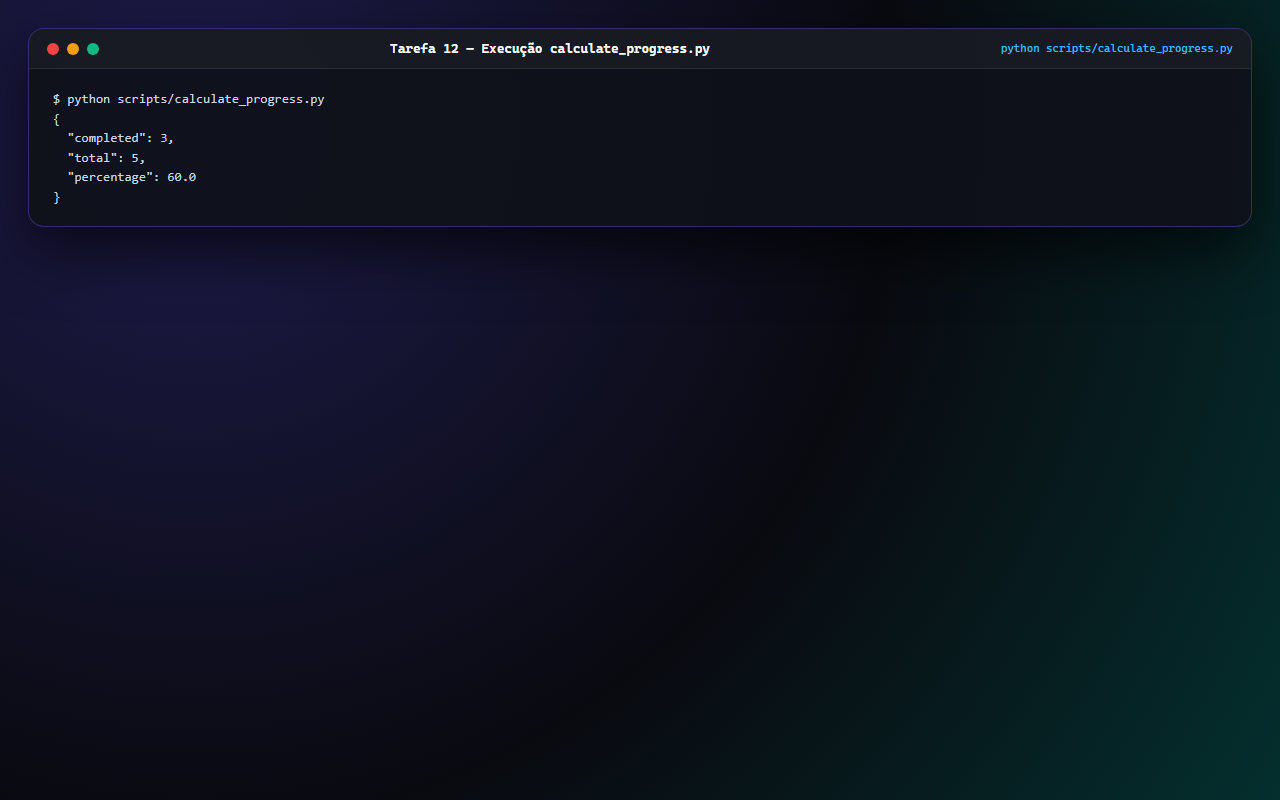 Tarefa 12 — Execução calculate_progress.py
python scripts/calculate_progress.py
$ python scripts/calculate_progress.py
{
  "completed": 3,
  "total": 5,
  "percentage": 60.0
}